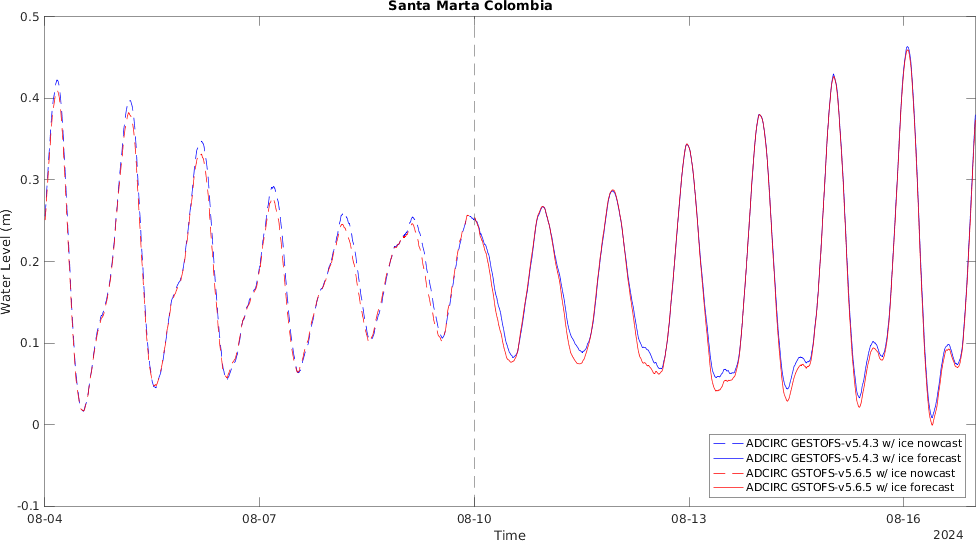 Santa Marta Colombia
0.5
0.4
0.3
0.2
0.1
0
-0.1
Water Level (m)
ADCIRC GESTOFS-v5.4.3 w/ ice nowcast
ADCIRC GESTOFS-v5.4.3 w/ ice forecast
ADCIRC GSTOFS-v5.6.5 w/ ice nowcast
ADCIRC GSTOFS-v5.6.5 w/ ice forecast
08-04 08-07 08-10 08-13 08-16
Time
2024